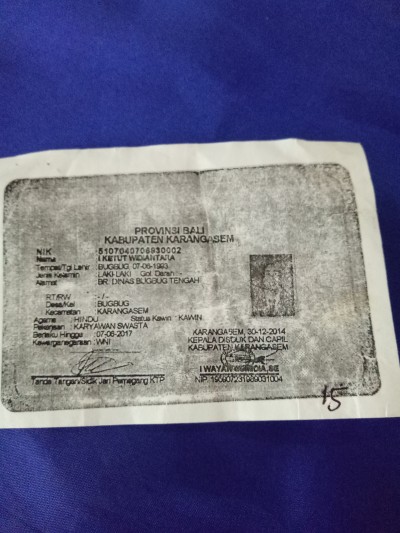 PROVINSI BALI
KABUPATEN KARANGASEM
NIK : 5107040706930002
Nama : I KETUT WIDIANTARA
Tempat/Tgl Lahir : BUGBUG, 07-06-1993
Jenis Kelamin : LAKI-LAKI Gol. Darah : -
Alamat : BR. DINAS BUGBUG TENGAH
RT/RW : -/-
Desa/Kel : BUGBUG
Kecamatan : KARANGASEM
Agama : HINDU Status Kawin : KAWIN
Pekerjaan : KARYAWAN SWASTA
Berlaku Hingga : 07-06-2017
Kewarganegaraan : WNI
Tanda Tangan/Sidik Jari Pemegang KTP
KARANGASEM, 30-12-2014
KEPALA DISDUK DAN CAPIL
KABUPATEN KARANGASEM
I WAYAN
NIP. 195907231989031004
15